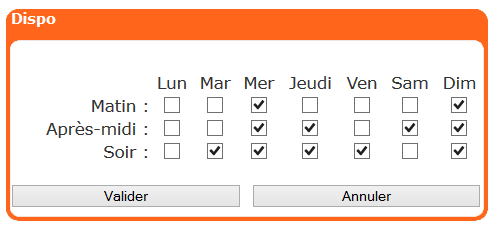 Dispo
Lun Mar Mer Jeudi Ven Sam Dim
Matin :
Après-midi :
Soir :
Valider Annuler